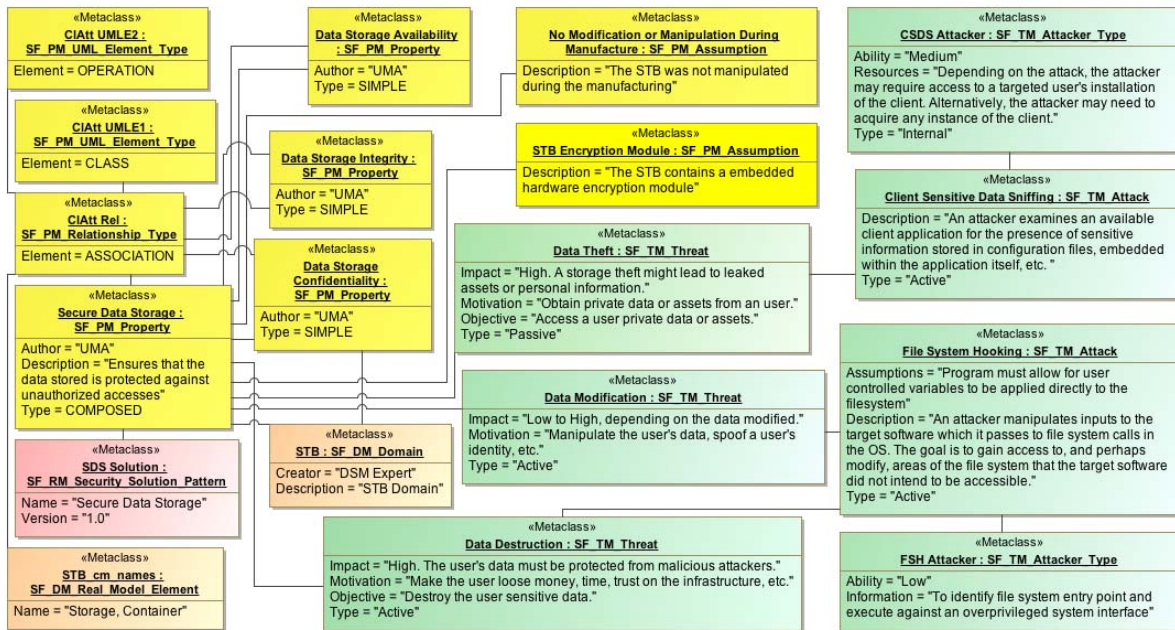 «Metaclass»
CIAtt UMLE2 :
SF_PM_UML_Element_Type
Element = OPERATION
«Metaclass»
CIAtt UMLE1 :
SF_PM_UML_Element_Type
Element = CLASS
«Metaclass»
CIAtt Rel :
SF_PM_Relationship_Type
Element = ASSOCIATION
«Metaclass»
Secure Data Storage :
SF_PM_Property
Author = "UMA"
Description = "Ensures that the
data stored is protected against
unauthorized accesses"
Type = COMPOSED
«Metaclass»
SDS Solution :
SF_RM_Security_Solution_Pattern
Name = "Secure Data Storage"
Version = "1.0"
«Metaclass»
STB_cm_names :
SF_DM_Real_Model_Element
Name = "Storage, Container"
«Metaclass»
Data Storage Availability
: SF_PM_Property
Author = "UMA"
Type = SIMPLE
«Metaclass»
Data Storage Integrity :
SF_PM_Property
Author = "UMA"
Type = SIMPLE
«Metaclass»
Data Storage
Confidentiality :
SF_PM_Property
Author = "UMA"
Type = SIMPLE
«Metaclass»
STB : SF_DM_Domain
Creator = "DSM Expert"
Description = "STB Domain"
«Metaclass»
No Modification or Manipulation During
Manufacture : SF_PM_Assumption
Description = "The STB was not manipulated
during the manufacturing"
«Metaclass»
STB Encryption Module : SF_PM_Assumption
Description = "The STB contains a embedded
hardware encryption module"
«Metaclass»
Data Theft : SF_TM_Threat
Impact = "High. A storage theft might lead to leaked
assets or personal information."
Motivation = "Obtain private data or assets from an user."
Objective = "Access a user private data or assets."
Type = "Passive"
«Metaclass»
Data Modification : SF_TM_Threat
Impact = "Low to High, depending on the data modified."
Motivation = "Manipulate the user's data, spoof a user's
identity, etc."
Type = "Active"
«Metaclass»
Data Destruction : SF_TM_Threat
Impact = "High. The user's data must be protected from malicious attackers.
Motivation = "Make the user loose money, time, trust on the infrastructure, etc."
Objective = "Destroy the user sensitive data."
Type = "Active"
«Metaclass»
CSDS Attacker : SF_TM_Attacker_Type
Ability = "Medium"
Resources = "Depending on the attack, the attacker
may require access to a targeted user's installation
of the client. Alternatively, the attacker may need to
acquire any instance of the client."
Type = "Internal"
«Metaclass»
Client Sensitive Data Sniffing : SF_TM_Attack
Description = "An attacker examines an available
client application for the presence of sensitive
information stored in configuration files, embedded
within the application itself, etc. "
Type = "Active"
«Metaclass»
File System Hooking : SF_TM_Attack
Assumptions = "Program must allow for user
controlled variables to be applied directly to the
filesystem"
Description = "An attacker manipulates inputs to the
target software which it passes to file system calls in
the OS. The goal is to gain access to, and perhaps
modify, areas of the file system that the target software
did not intend to be accessible."
Type = "Active"
«Metaclass»
FSH Attacker : SF_TM_Attacker_Type
Ability = "Low"
Information = "To identify file system entry point and
execute against an overprivileged system interface"